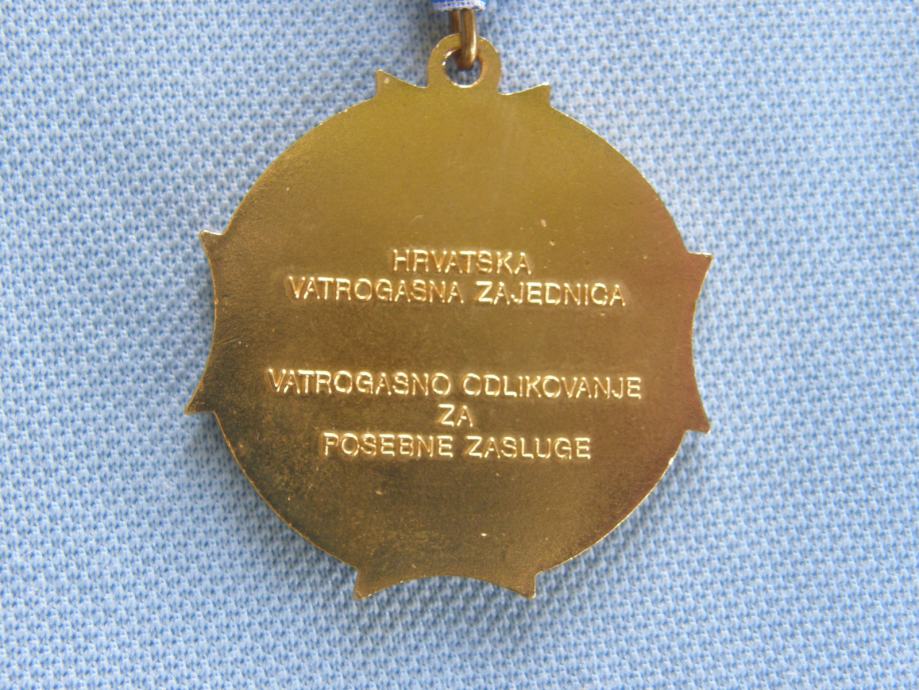 HRVATSKA
VATROGASNA ZAJEDNICA
VATROGASNO ODLIKOVANJE
ZA
POSEBNE ZASLUGE